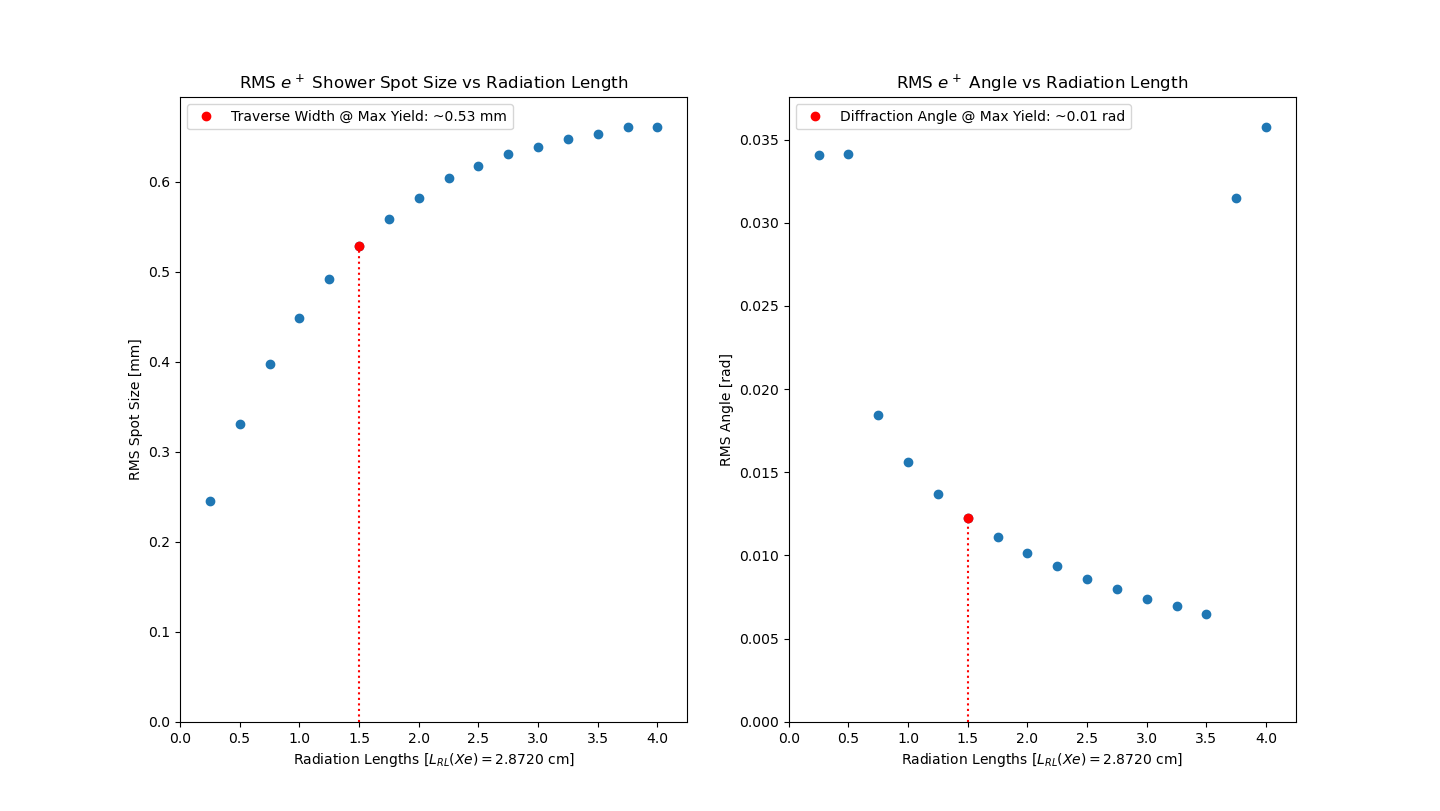 RMS e⁺ Shower Spot Size vs Radiation Length
Traverse Width @ Max Yield: ~0.53 mm
RMS Spot Size [mm]
0.6
0.5
0.4
0.3
0.2
0.1
0.0
0.0 0.5 1.0 1.5 2.0 2.5 3.0 3.5 4.0
Radiation Lengths [L_RL(Xe) = 2.8720 cm]
RMS e⁺ Angle vs Radiation Length
Diffraction Angle @ Max Yield: ~0.01 rad
RMS Angle [rad]
0.035
0.030
0.025
0.020
0.015
0.010
0.005
0.000
0.0 0.5 1.0 1.5 2.0 2.5 3.0 3.5 4.0
Radiation Lengths [L_RL(Xe) = 2.8720 cm]